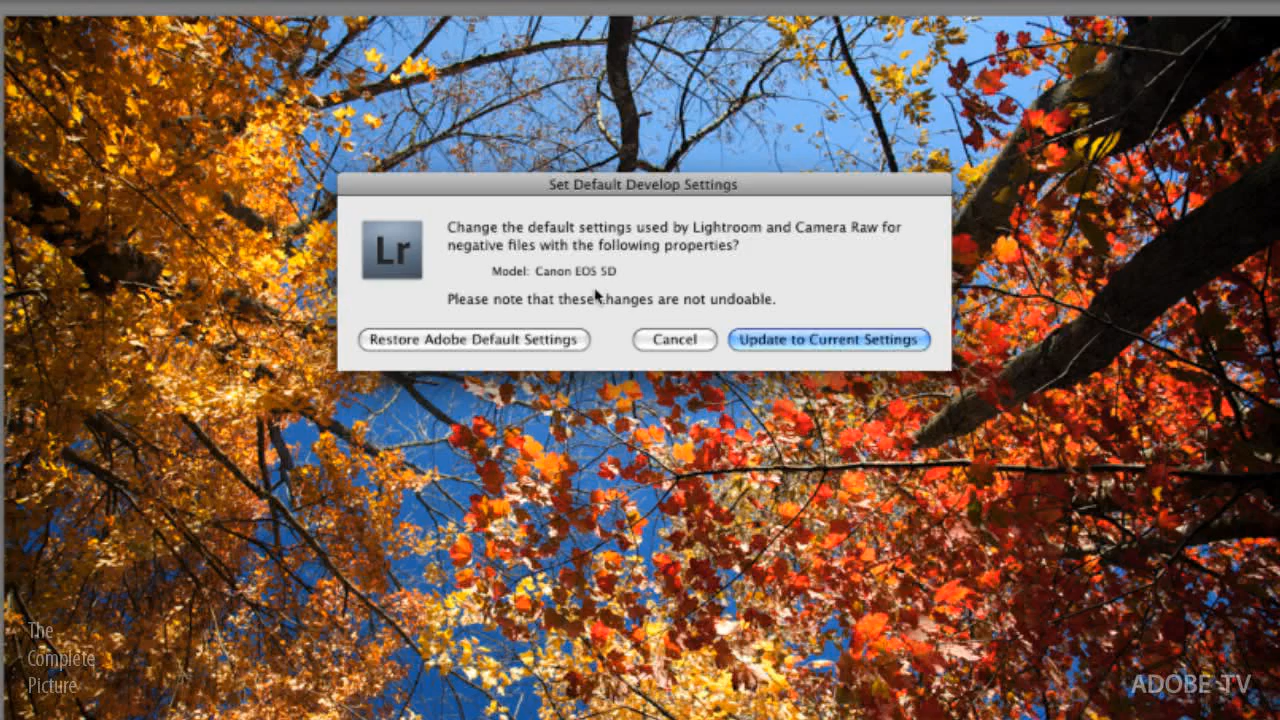 Set Default Develop Settings
Lr
Change the default settings used by Lightroom and Camera Raw for
negative files with the following properties?
Model: Canon EOS 5D
Please note that these changes are not undoable.
Restore Adobe Default Settings
Cancel
Update to Current Settings
The
Complete
Picture
ADOBE TV